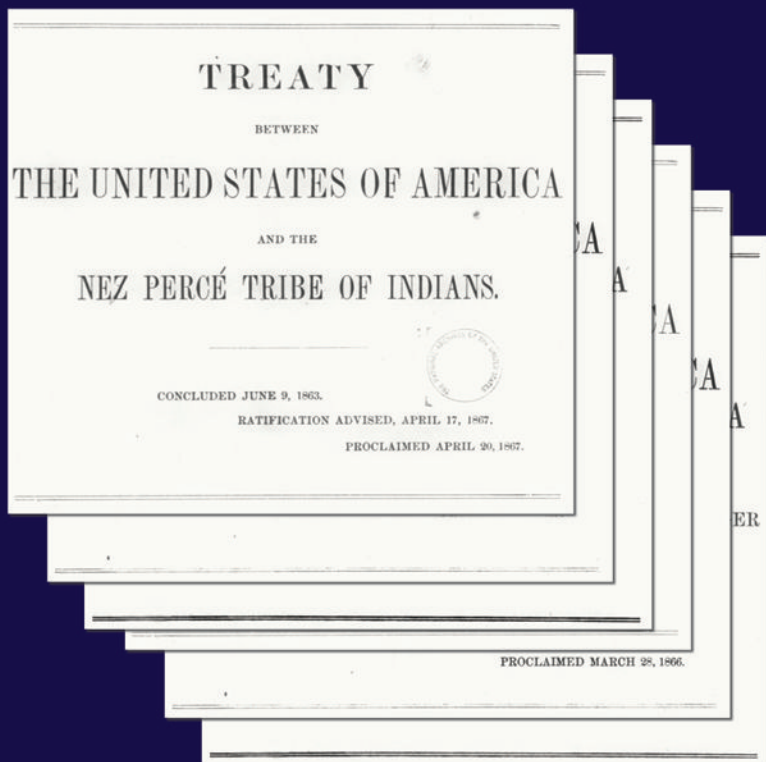 TREATY
BETWEEN
THE UNITED STATES OF AMERICA
AND THE
NEZ PERCÉ TRIBE OF INDIANS.
CONCLUDED JUNE 9, 1863.
RATIFICATION ADVISED, APRIL 17, 1867.
PROCLAIMED APRIL 20, 1867.
CA
A
CA
CA
A
ER
PROCLAIMED MARCH 28, 1866.